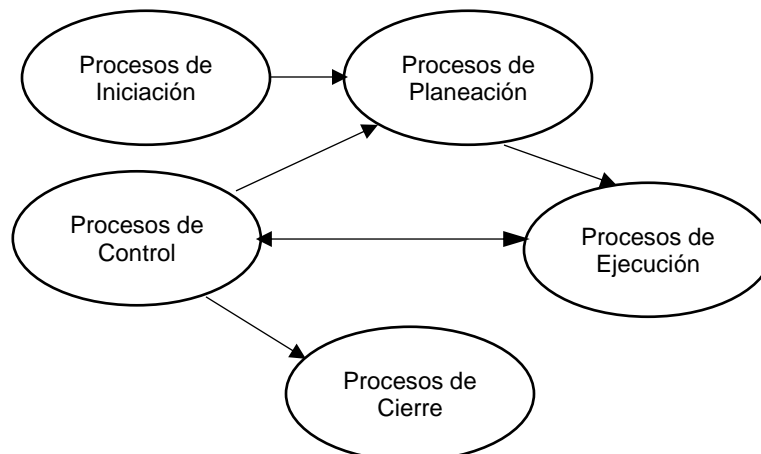 Procesos de
Iniciación
Procesos de
Planeación
Procesos de
Control
Procesos de
Ejecución
Procesos de
Cierre